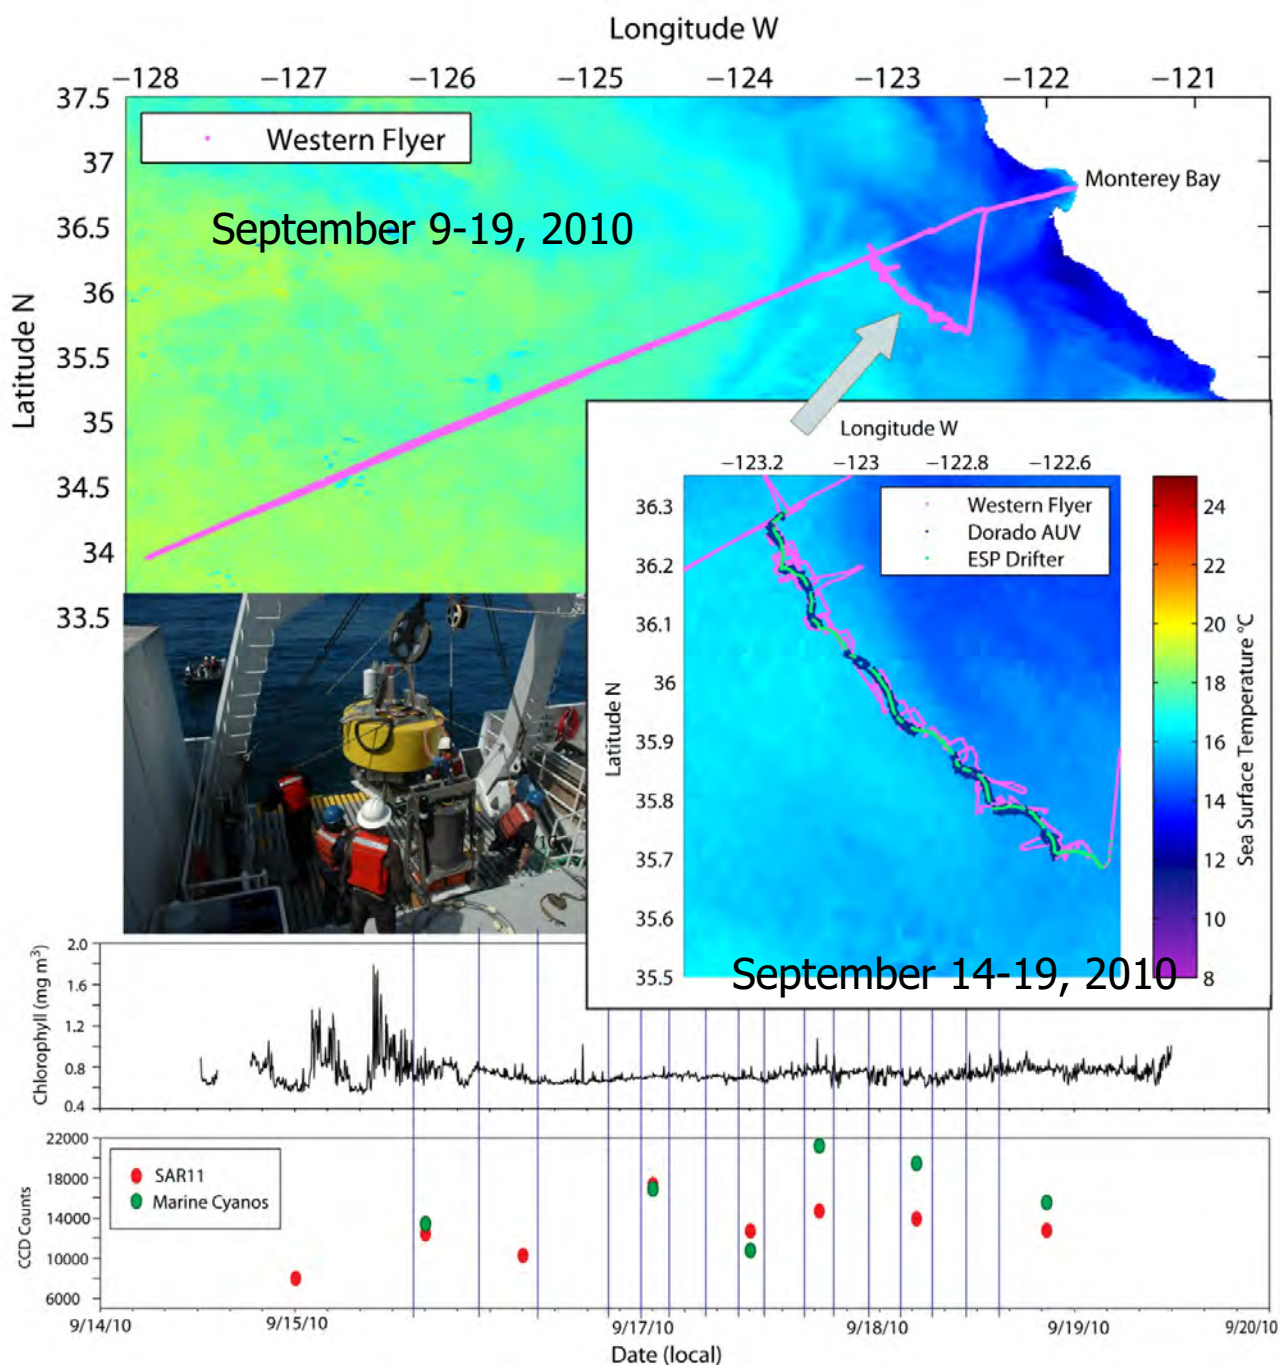 Longitude W
−128 −127 −126 −125 −124 −123 −122 −121
37.5
37
36.5
36
35.5
35
34.5
34
33.5
Latitude N
Western Flyer
September 9-19, 2010
Monterey Bay
Longitude W
−123.2 −123 −122.8 −122.6
36.3
36.2
36.1
36
35.9
35.8
35.7
35.6
35.5
Latitude N
Western Flyer
Dorado AUV
ESP Drifter
September 14-19, 2010
24
22
20
18
16
14
12
10
8
Sea Surface Temperature °C
2.0
1.6
1.2
0.8
0.4
Chlorophyll (mg m³)
22000
18000
14000
10000
6000
CCD Counts
SAR11
Marine Cyanos
9/14/10 9/15/10 9/17/10 9/18/10 9/19/10 9/20/10
Date (local)